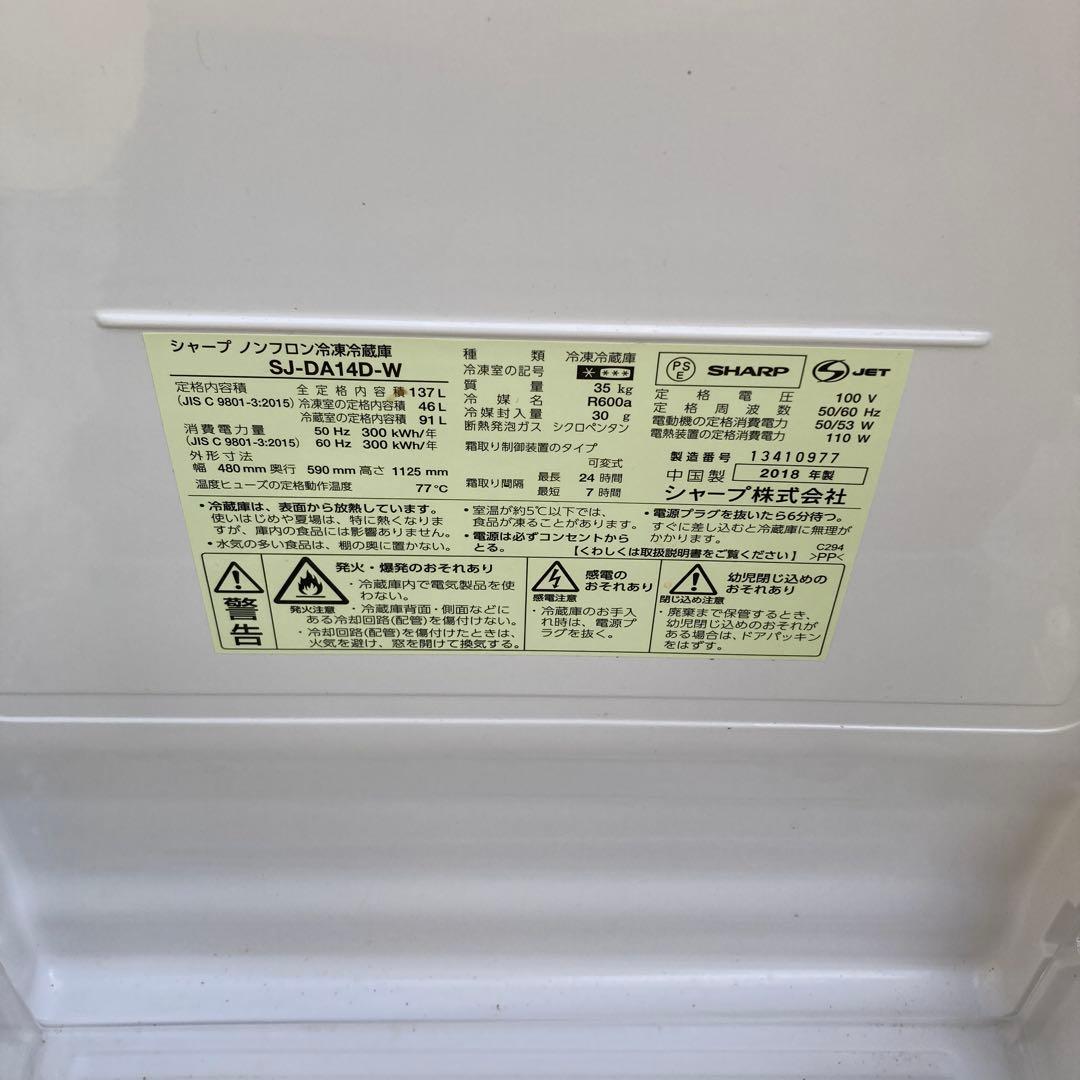 シャープ ノンフロン冷凍冷蔵庫
SJ-DA14D-W
定格内容積 全定格内容積 137 L
(JIS C 9801-3:2015) 冷凍室の定格内容積 46 L
冷蔵室の定格内容積 91 L
消費電力量 50 Hz 300 kWh/年
(JIS C 9801-3:2015) 60 Hz 300 kWh/年
外形寸法
幅 480 mm 奥行 590 mm 高さ 1125 mm
温度ヒューズの定格動作温度 77℃
種類 冷凍冷蔵庫
冷凍室の記号 ****
質量 35 kg
冷媒名 R600a
冷媒封入量 30 g
断熱発泡ガス シクロペンタン
霜取り制御装置のタイプ
可変式
霜取り間隔 最長 24 時間
最短 7 時間
PSE SHARP JET
定格電圧 100 V
定格周波数 50/60 Hz
電動機の定格消費電力 50/53 W
電熱装置の定格消費電力 110 W
製造番号 13410977
中国製 2018 年製
シャープ株式会社
・冷蔵庫は、表面から放熱しています。
使いはじめや夏場は、特に熱くなりま
すが、庫内の食品には影響ありません。
・水気の多い食品は、棚の奥に置かない。
・室温が約5℃以下では、
食品が凍ることがあります。
・電源は必ずコンセントから
とる。
・電源プラグを抜いたら6分待つ。
すぐに差し込むと冷蔵庫に無理が
かかります。
【くわしくは取扱説明書をご覧ください】
C294
>PP<
警告
発火・爆発のおそれあり
発火注意
・冷蔵庫内で電気製品を使
わない。
・冷蔵庫背面・側面などに
ある冷却回路(配管)を傷付けない。
・冷却回路(配管)を傷付けたときは、
火気を避け、窓を開けて換気する。
感電の
おそれあり
感電注意
・冷蔵庫のお手入
れ時は、電源プ
ラグを抜く。
幼児閉じ込めの
おそれあり
閉じ込め注意
・廃棄まで保管するとき、
幼児閉じ込めのおそれが
ある場合は、ドアパッキン
をはずす。